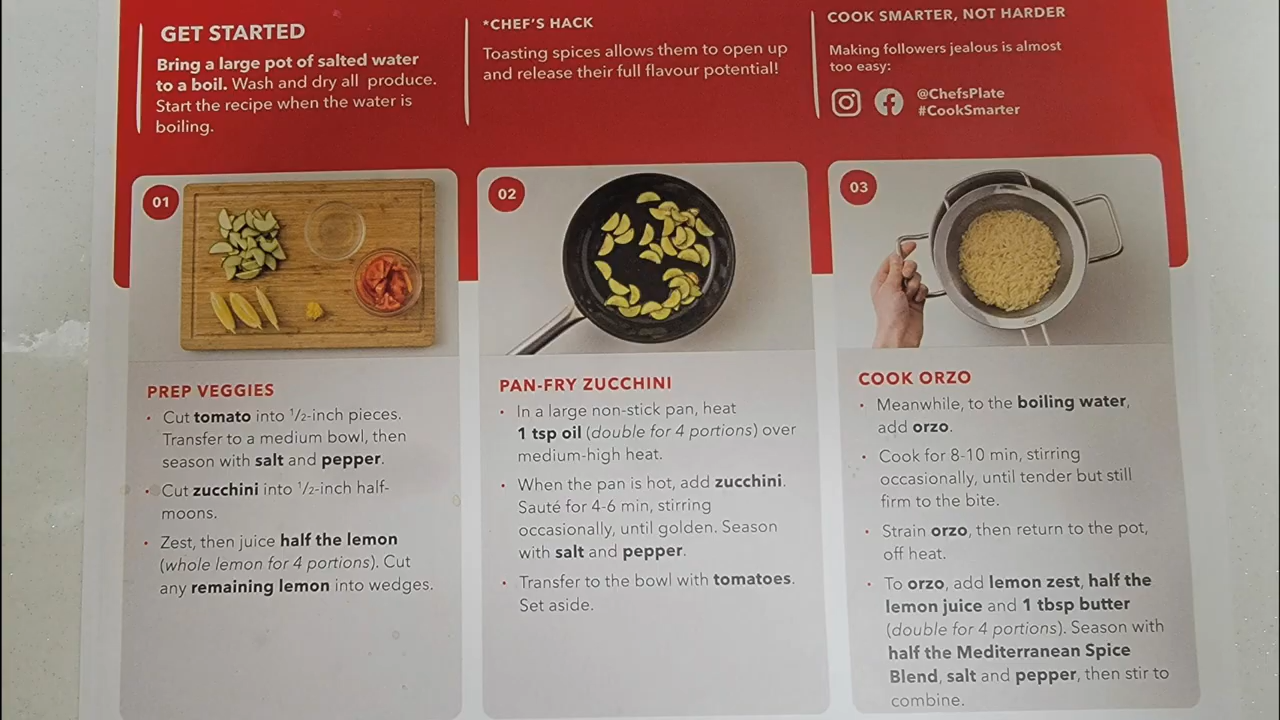 GET STARTED
Bring a large pot of salted water
to a boil. Wash and dry all produce.
Start the recipe when the water is
boiling.
*CHEF'S HACK
Toasting spices allows them to open up
and release their full flavour potential!
COOK SMARTER, NOT HARDER
Making followers jealous is almost
too easy:
@ChefsPlate
#CookSmarter
01
PREP VEGGIES
• Cut tomato into 1/2-inch pieces.
Transfer to a medium bowl, then
season with salt and pepper.
• Cut zucchini into 1/2-inch half-
moons.
• Zest, then juice half the lemon
(whole lemon for 4 portions). Cut
any remaining lemon into wedges.
02
PAN-FRY ZUCCHINI
• In a large non-stick pan, heat
1 tsp oil (double for 4 portions) over
medium-high heat.
• When the pan is hot, add zucchini.
Sauté for 4-6 min, stirring
occasionally, until golden. Season
with salt and pepper.
• Transfer to the bowl with tomatoes.
Set aside.
03
COOK ORZO
• Meanwhile, to the boiling water,
add orzo.
• Cook for 8-10 min, stirring
occasionally, until tender but still
firm to the bite.
• Strain orzo, then return to the pot,
off heat.
• To orzo, add lemon zest, half the
lemon juice and 1 tbsp butter
(double for 4 portions). Season with
half the Mediterranean Spice
Blend, salt and pepper, then stir to
combine.